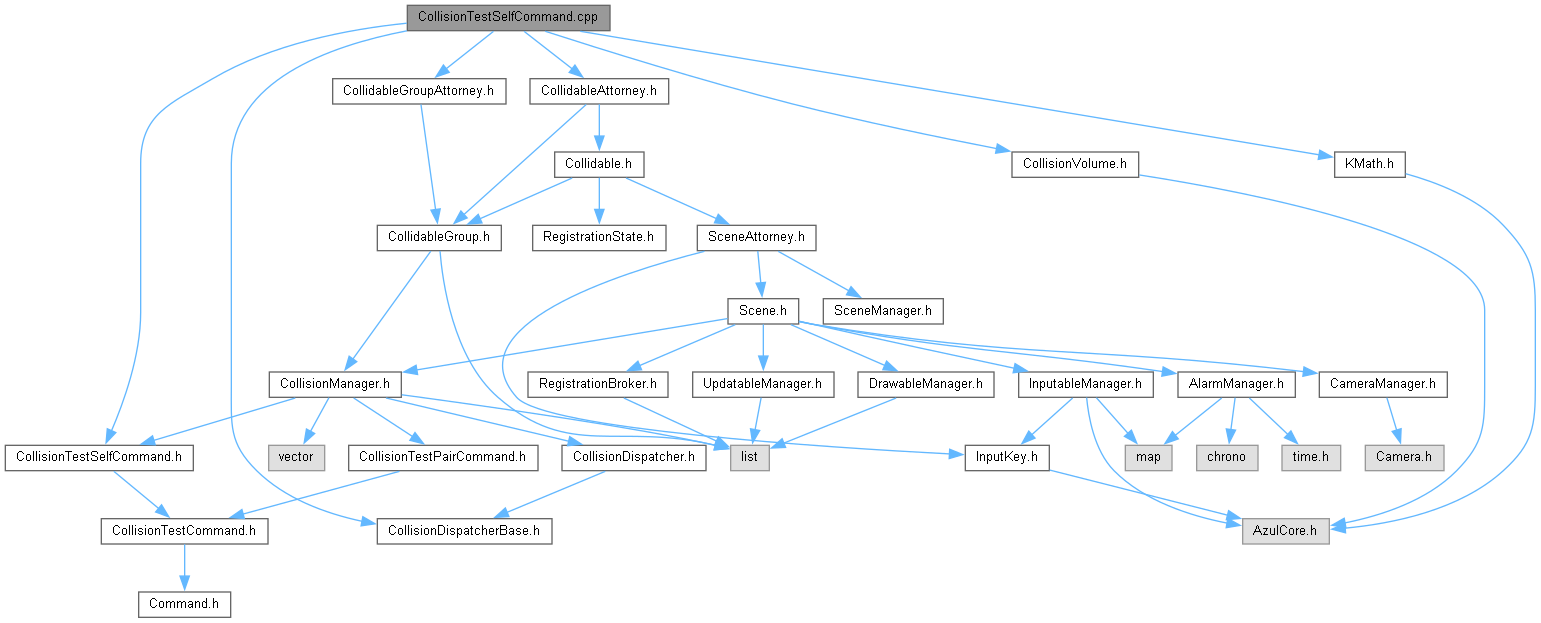 CollisionTestSelfCommand.cpp
CollidableGroupAttorney.h
CollidableAttorney.h
Collidable.h
CollisionVolume.h
KMath.h
CollidableGroup.h
RegistrationState.h
SceneAttorney.h
Scene.h
SceneManager.h
CollisionManager.h
RegistrationBroker.h
UpdatableManager.h
DrawableManager.h
InputableManager.h
AlarmManager.h
CameraManager.h
CollisionTestSelfCommand.h
vector
CollisionTestPairCommand.h
CollisionDispatcher.h
list
InputKey.h
map
chrono
time.h
Camera.h
CollisionTestCommand.h
CollisionDispatcherBase.h
AzulCore.h
Command.h